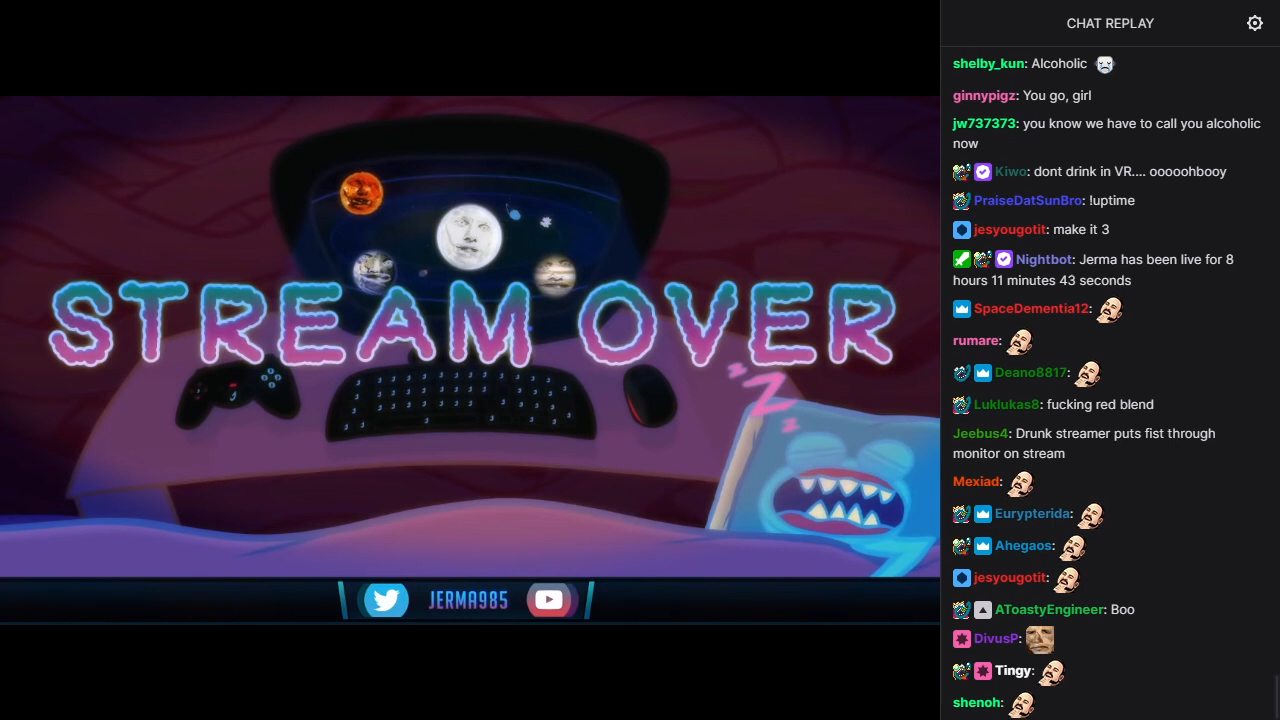 CHAT REPLAY
shelby_kun: Alcoholic
ginnypigz: You go, girl
jw737373: you know we have to call you alcoholic
now
Kiwo: dont drink in VR.... ooooohbooy
PraiseDatSunBro: !uptime
jesyougotit: make it 3
Nightbot: Jerma has been live for 8
hours 11 minutes 43 seconds
SpaceDementia12:
rumare:
Deano8817:
Luklukas8: fucking red blend
Jeebus4: Drunk streamer puts fist through
monitor on stream
Mexiad:
Eurypterida:
Ahegaos:
jesyougotit:
AToastyEngineer: Boo
DivusP:
Tingy:
shenoh:
STREAM OVER
z
Z
z
JERMA985